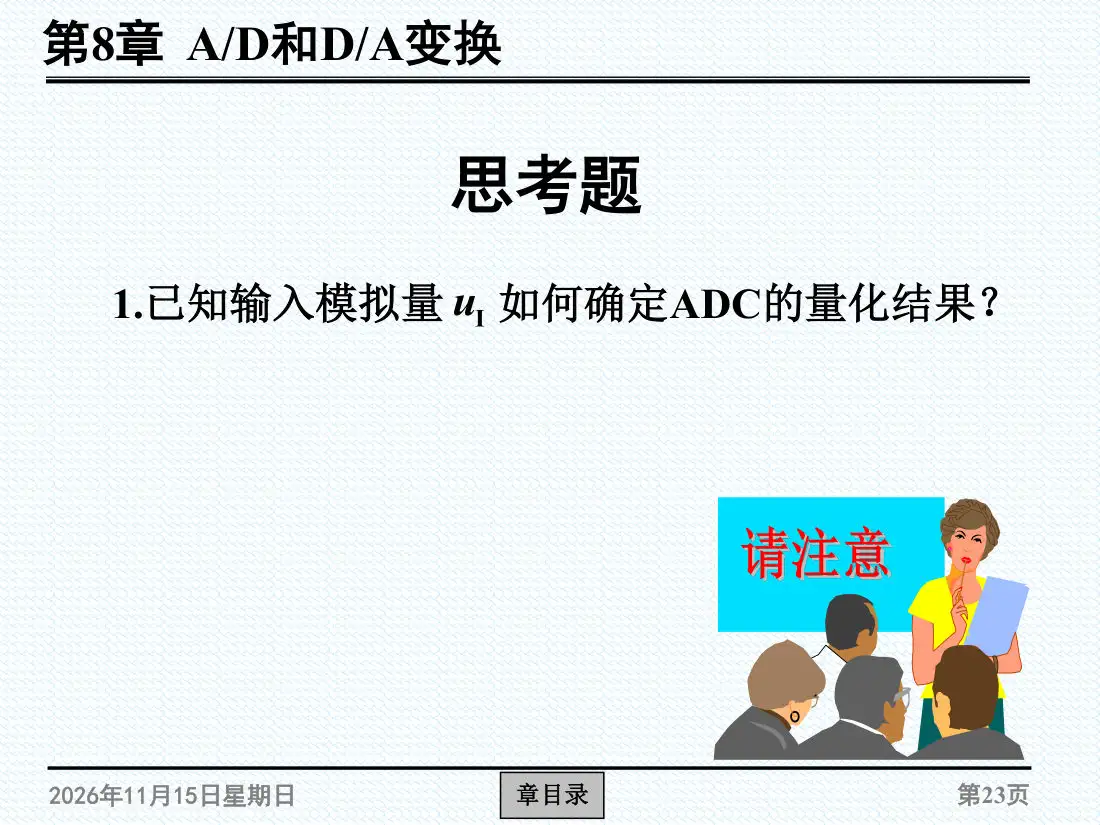 第8章 A/D和D/A变换
思考题
1.已知输入模拟量 uI 如何确定ADC的量化结果？
请注意
2026年11月15日星期日
章目录
第23页